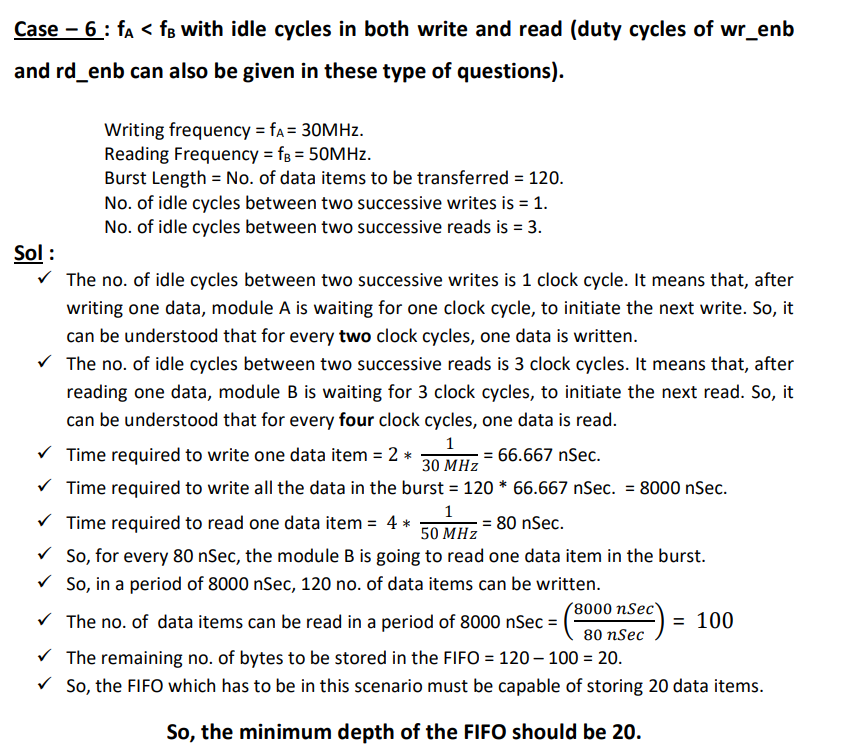 Case – 6 : fA < fB with idle cycles in both write and read (duty cycles of wr_enb
and rd_enb can also be given in these type of questions).
Writing frequency = fA = 30MHz.
Reading Frequency = fB = 50MHz.
Burst Length = No. of data items to be transferred = 120.
No. of idle cycles between two successive writes is = 1.
No. of idle cycles between two successive reads is = 3.
Sol :
✓ The no. of idle cycles between two successive writes is 1 clock cycle. It means that, after
writing one data, module A is waiting for one clock cycle, to initiate the next write. So, it
can be understood that for every two clock cycles, one data is written.
✓ The no. of idle cycles between two successive reads is 3 clock cycles. It means that, after
reading one data, module B is waiting for 3 clock cycles, to initiate the next read. So, it
can be understood that for every four clock cycles, one data is read.
✓ Time required to write one data item = 2 * 1/30 MHz = 66.667 nSec.
✓ Time required to write all the data in the burst = 120 * 66.667 nSec. = 8000 nSec.
✓ Time required to read one data item = 4 * 1/50 MHz = 80 nSec.
✓ So, for every 80 nSec, the module B is going to read one data item in the burst.
✓ So, in a period of 8000 nSec, 120 no. of data items can be written.
✓ The no. of data items can be read in a period of 8000 nSec = (8000 nSec/80 nSec) = 100
✓ The remaining no. of bytes to be stored in the FIFO = 120 – 100 = 20.
✓ So, the FIFO which has to be in this scenario must be capable of storing 20 data items.
So, the minimum depth of the FIFO should be 20.